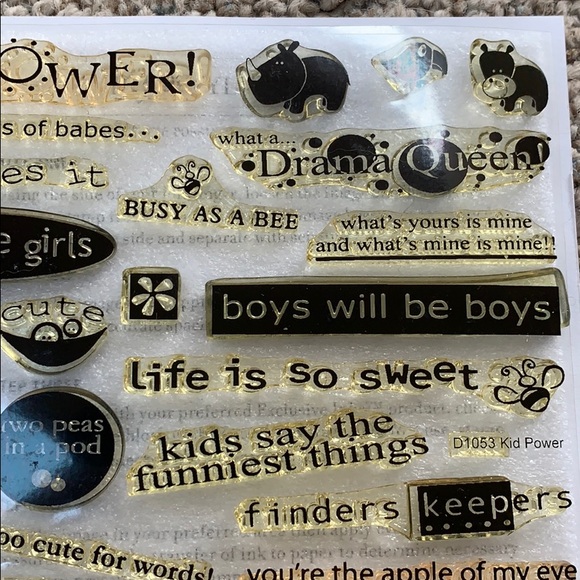 OWER!
s of babes...
what a...
Drama Queen!
es it
BUSY AS A BEE
what's yours is mine
and what's mine is mine!!
e girls
cute
boys will be boys
life is so sweet
two peas
in a pod
kids say the
funniest things
D1053 Kid Power
finders keepers
oo cute for words!
you're the apple of my eye